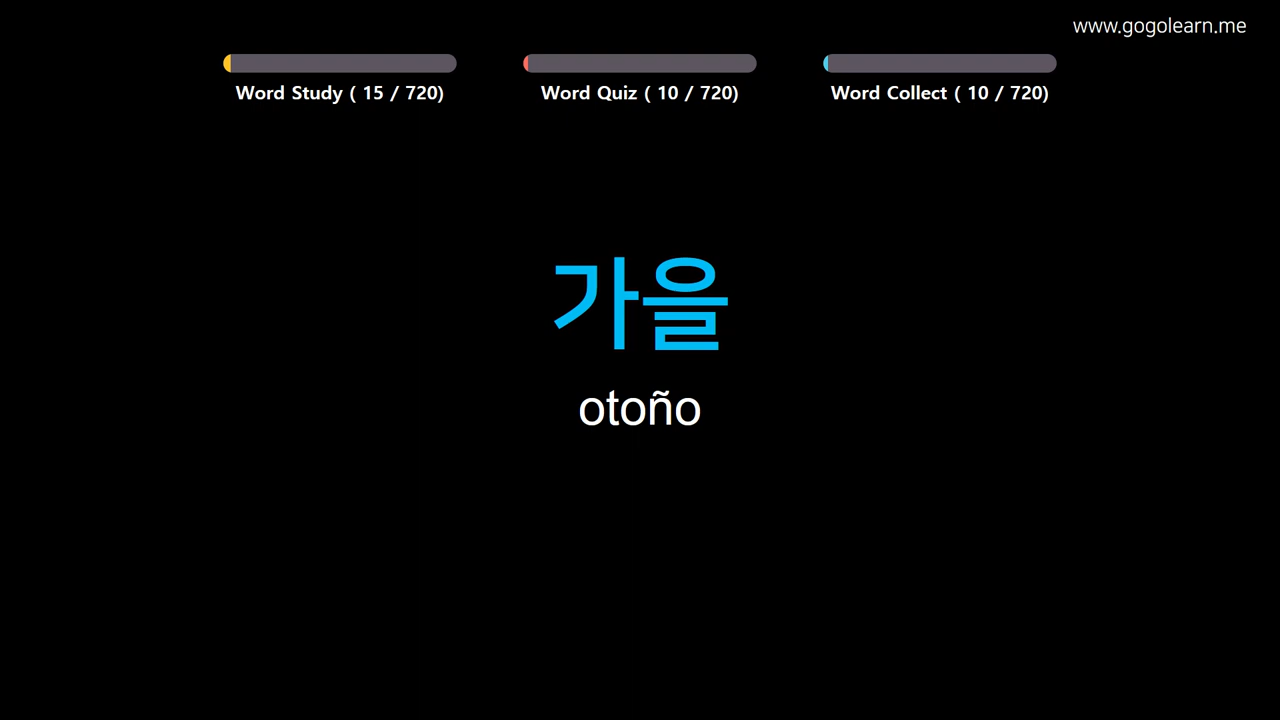 www.gogolearn.me
Word Study ( 15 / 720)
Word Quiz ( 10 / 720)
Word Collect ( 10 / 720)
가을
otoño